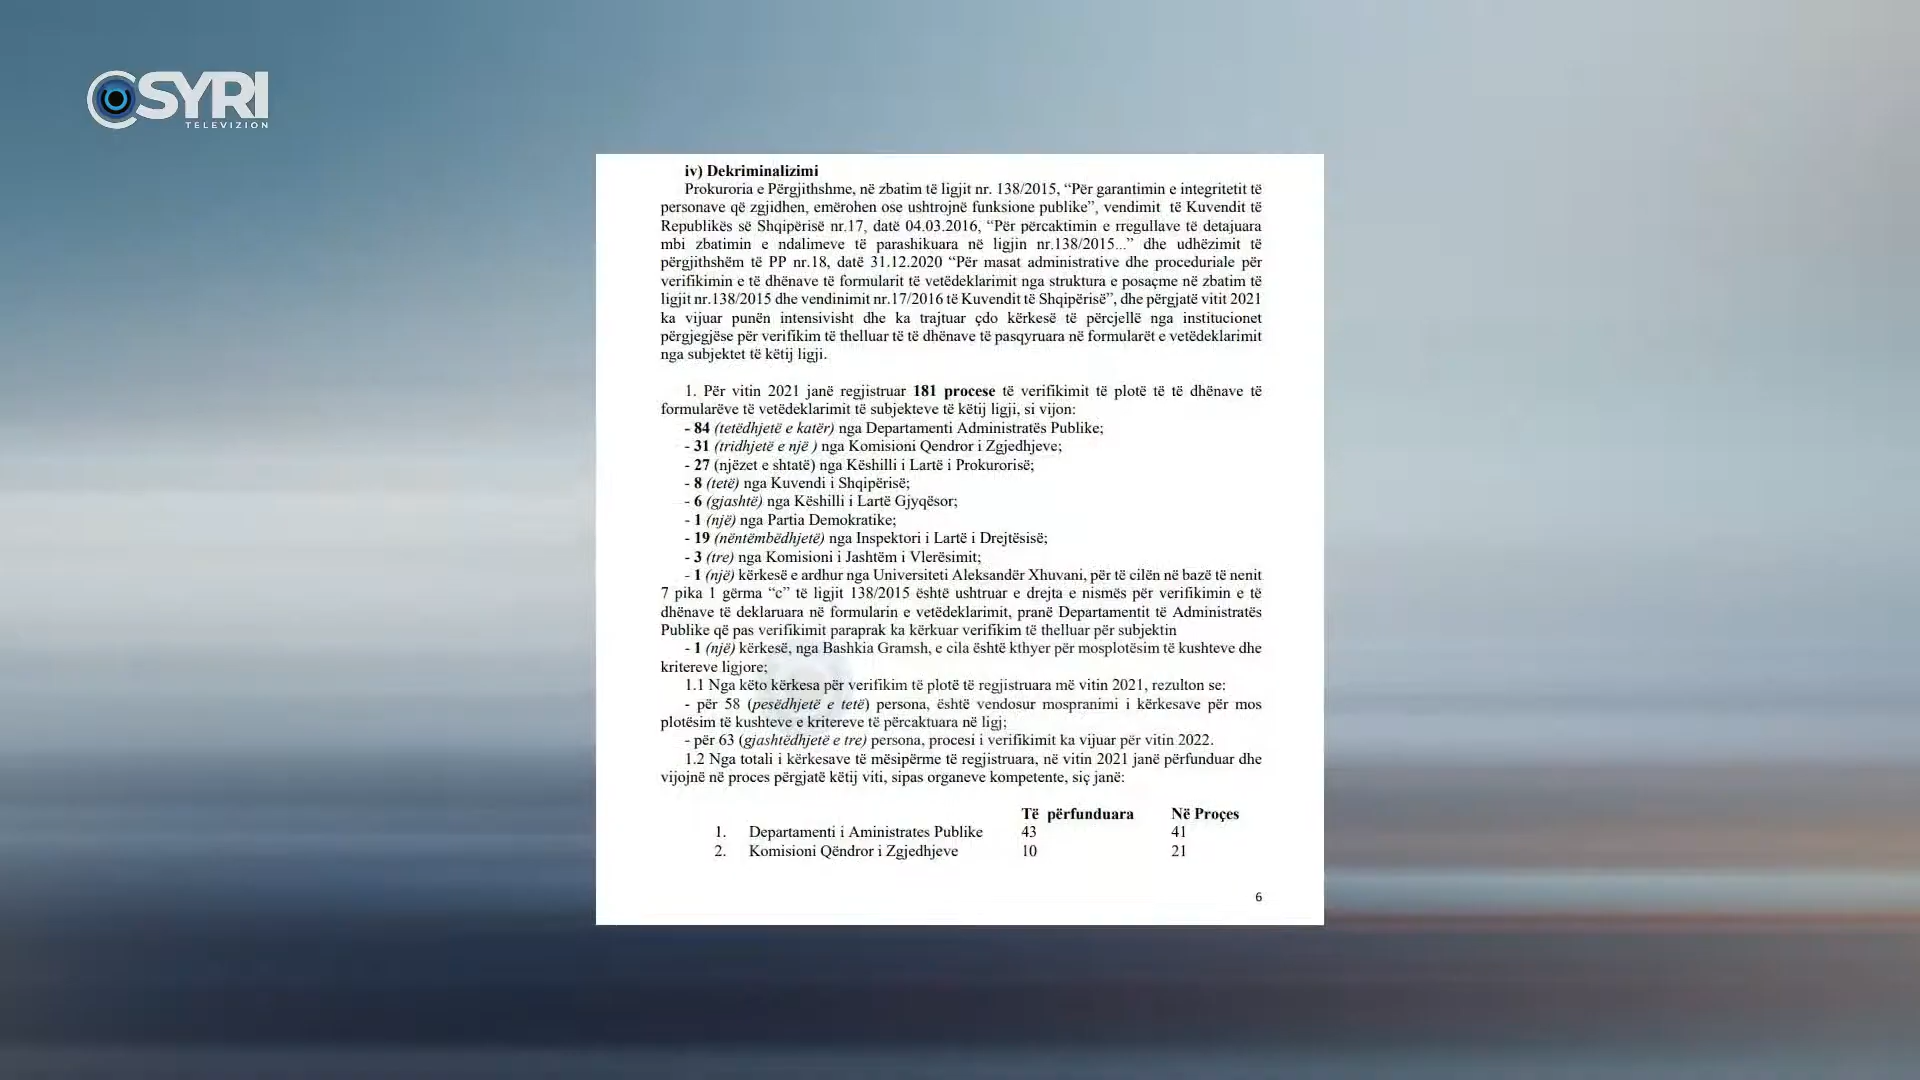 SYRI
TELEVIZION
iv) Dekriminalizimi
Prokuroria e Përgjithshme, në zbatim të ligjit nr. 138/2015, “Për garantimin e integritetit të
personave që zgjidhen, emërohen ose ushtrojnë funksione publike”, vendimit të Kuvendit të
Republikës së Shqipërisë nr.17, datë 04.03.2016, “Për përcaktimin e rregullave të detajuara
mbi zbatimin e ndalimeve të parashikuara në ligjin nr.138/2015...” dhe udhëzimit të
përgjithshëm të PP nr.18, datë 31.12.2020 “Për masat administrative dhe proceduriale për
verifikimin e të dhënave të formularit të vetëdeklarimit nga struktura e posaçme në zbatim të
ligjit nr.138/2015 dhe vendinimit nr.17/2016 të Kuvendit të Shqipërisë”, dhe përgjatë vitit 2021
ka vijuar punën intensivisht dhe ka trajtuar çdo kërkesë të përcjellë nga institucionet
përgjegjëse për verifikim të thelluar të të dhënave të pasqyruara në formularët e vetëdeklarimit
nga subjektet të këtij ligji.
1. Për vitin 2021 janë regjistruar 181 procese të verifikimit të plotë të të dhënave të
formularëve të vetëdeklarimit të subjekteve të këtij ligji, si vijon:
- 84 (tetëdhjetë e katër) nga Departamenti Administratës Publike;
- 31 (tridhjetë e një ) nga Komisioni Qendror i Zgjedhjeve;
- 27 (njëzet e shtatë) nga Këshilli i Lartë i Prokurorisë;
- 8 (tetë) nga Kuvendi i Shqipërisë;
- 6 (gjashtë) nga Këshilli i Lartë Gjyqësor;
- 1 (një) nga Partia Demokratike;
- 19 (nëntëmbëdhjetë) nga Inspektori i Lartë i Drejtësisë;
- 3 (tre) nga Komisioni i Jashtëm i Vlerësimit;
- 1 (një) kërkesë e ardhur nga Universiteti Aleksandër Xhuvani, për të cilën në bazë të nenit
7 pika 1 gërma “c” të ligjit 138/2015 është ushtruar e drejta e nismës për verifikimin e të
dhënave të deklaruara në formularin e vetëdeklarimit, pranë Departamentit të Administratës
Publike që pas verifikimit paraprak ka kërkuar verifikim të thelluar për subjektin
- 1 (një) kërkesë, nga Bashkia Gramsh, e cila është kthyer për mosplotësim të kushteve dhe
kritereve ligjore;
1.1 Nga këto kërkesa për verifikim të plotë të regjistruara më vitin 2021, rezulton se:
- për 58 (pesëdhjetë e tetë) persona, është vendosur mospranimi i kërkesave për mos
plotësim të kushteve e kritereve të përcaktuara në ligj;
- për 63 (gjashtëdhjetë e tre) persona, procesi i verifikimit ka vijuar për vitin 2022.
1.2 Nga totali i kërkesave të mësipërme të regjistruara, në vitin 2021 janë përfunduar dhe
vijojnë në proces përgjatë këtij viti, sipas organeve kompetente, siç janë:
Të përfunduara Në Proçes
1. Departamenti i Aministrates Publike 43 41
2. Komisioni Qëndror i Zgjedhjeve 10 21
6